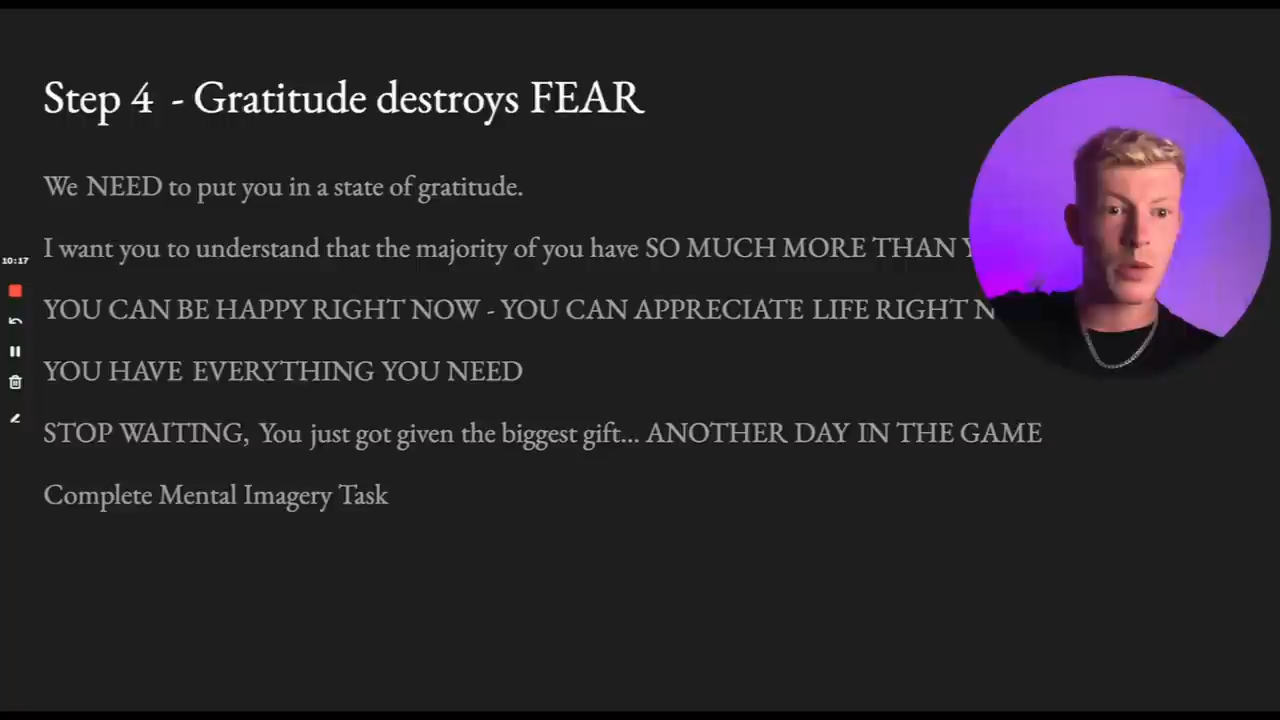 Step 4 - Gratitude destroys FEAR
We NEED to put you in a state of gratitude.
I want you to understand that the majority of you have SO MUCH MORE THAN
10:17
YOU CAN BE HAPPY RIGHT NOW - YOU CAN APPRECIATE LIFE RIGHT
YOU HAVE EVERYTHING YOU NEED
STOP WAITING, You just got given the biggest gift... ANOTHER DAY IN THE GAME
Complete Mental Imagery Task